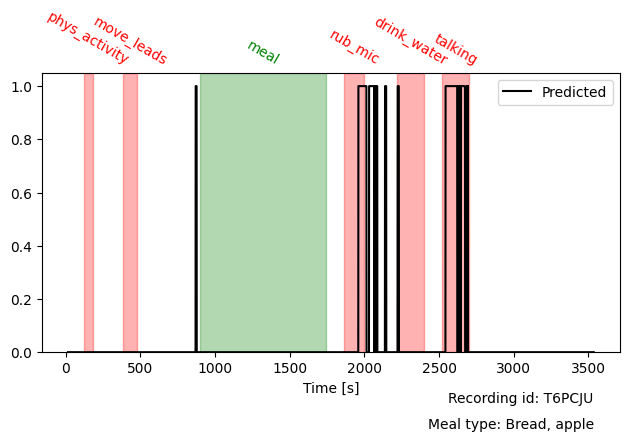 phys_activity
move_leads
meal
rub_mic
drink_water
talking
Predicted
1.0
0.8
0.6
0.4
0.2
0.0
0 500 1000 1500 2000 2500 3000 3500
Time [s]
Recording id: T6PCJU
Meal type: Bread, apple